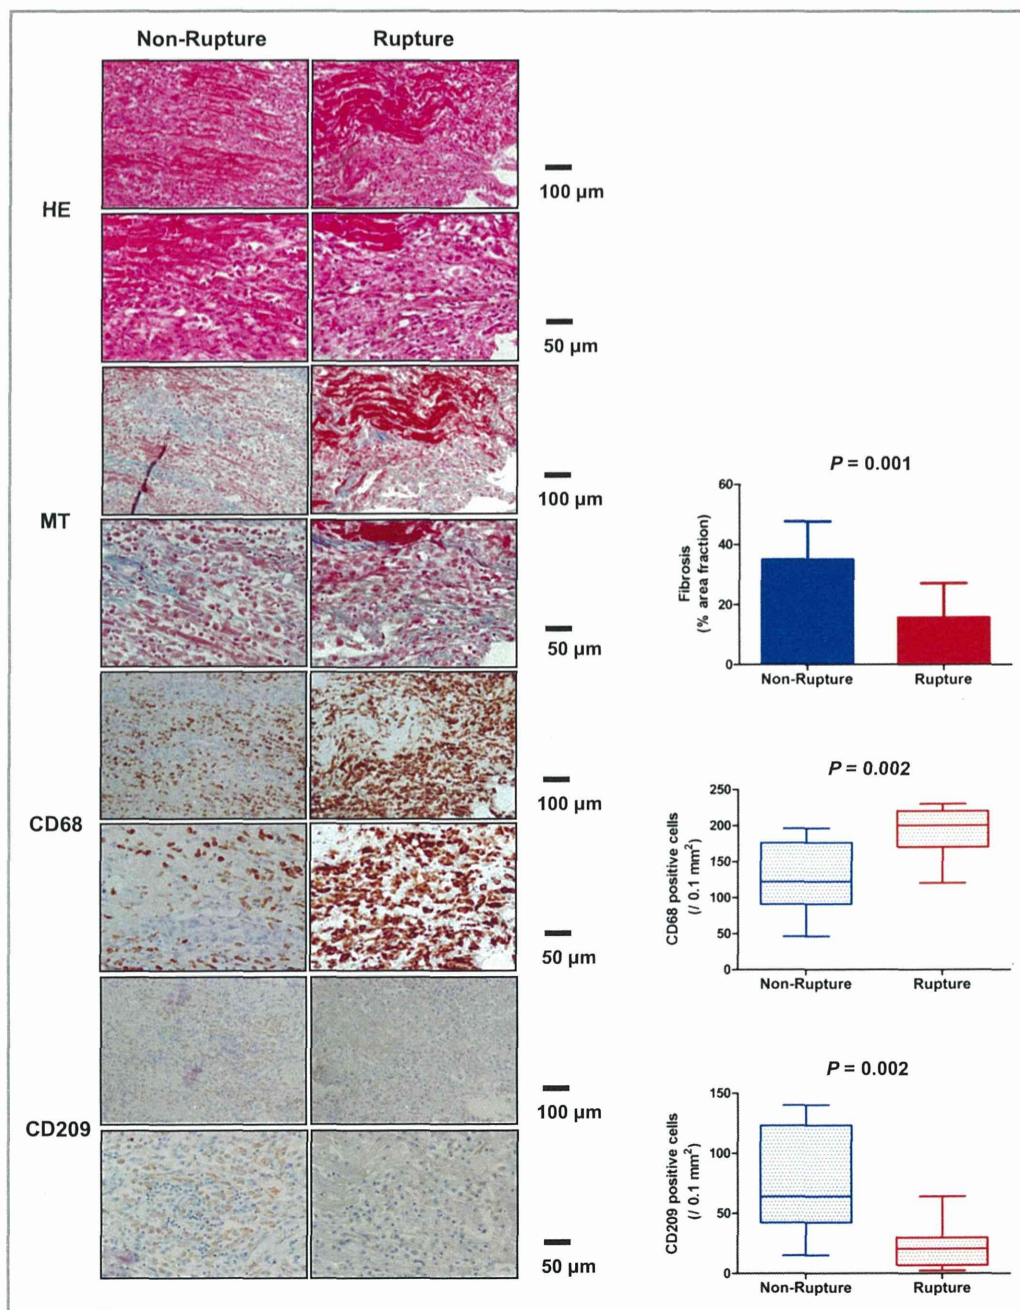 Non-Rupture Rupture
HE
100 µm
50 µm
MT
100 µm
50 µm
CD68
100 µm
50 µm
CD209
100 µm
50 µm
P = 0.001
Fibrosis
(% area fraction)
60
40
20
0
Non-Rupture Rupture
P = 0.002
CD68 positive cells
(/ 0.1 mm²)
250
200
150
100
50
0
Non-Rupture Rupture
P = 0.002
CD209 positive cells
(/ 0.1 mm²)
150
100
50
0
Non-Rupture Rupture